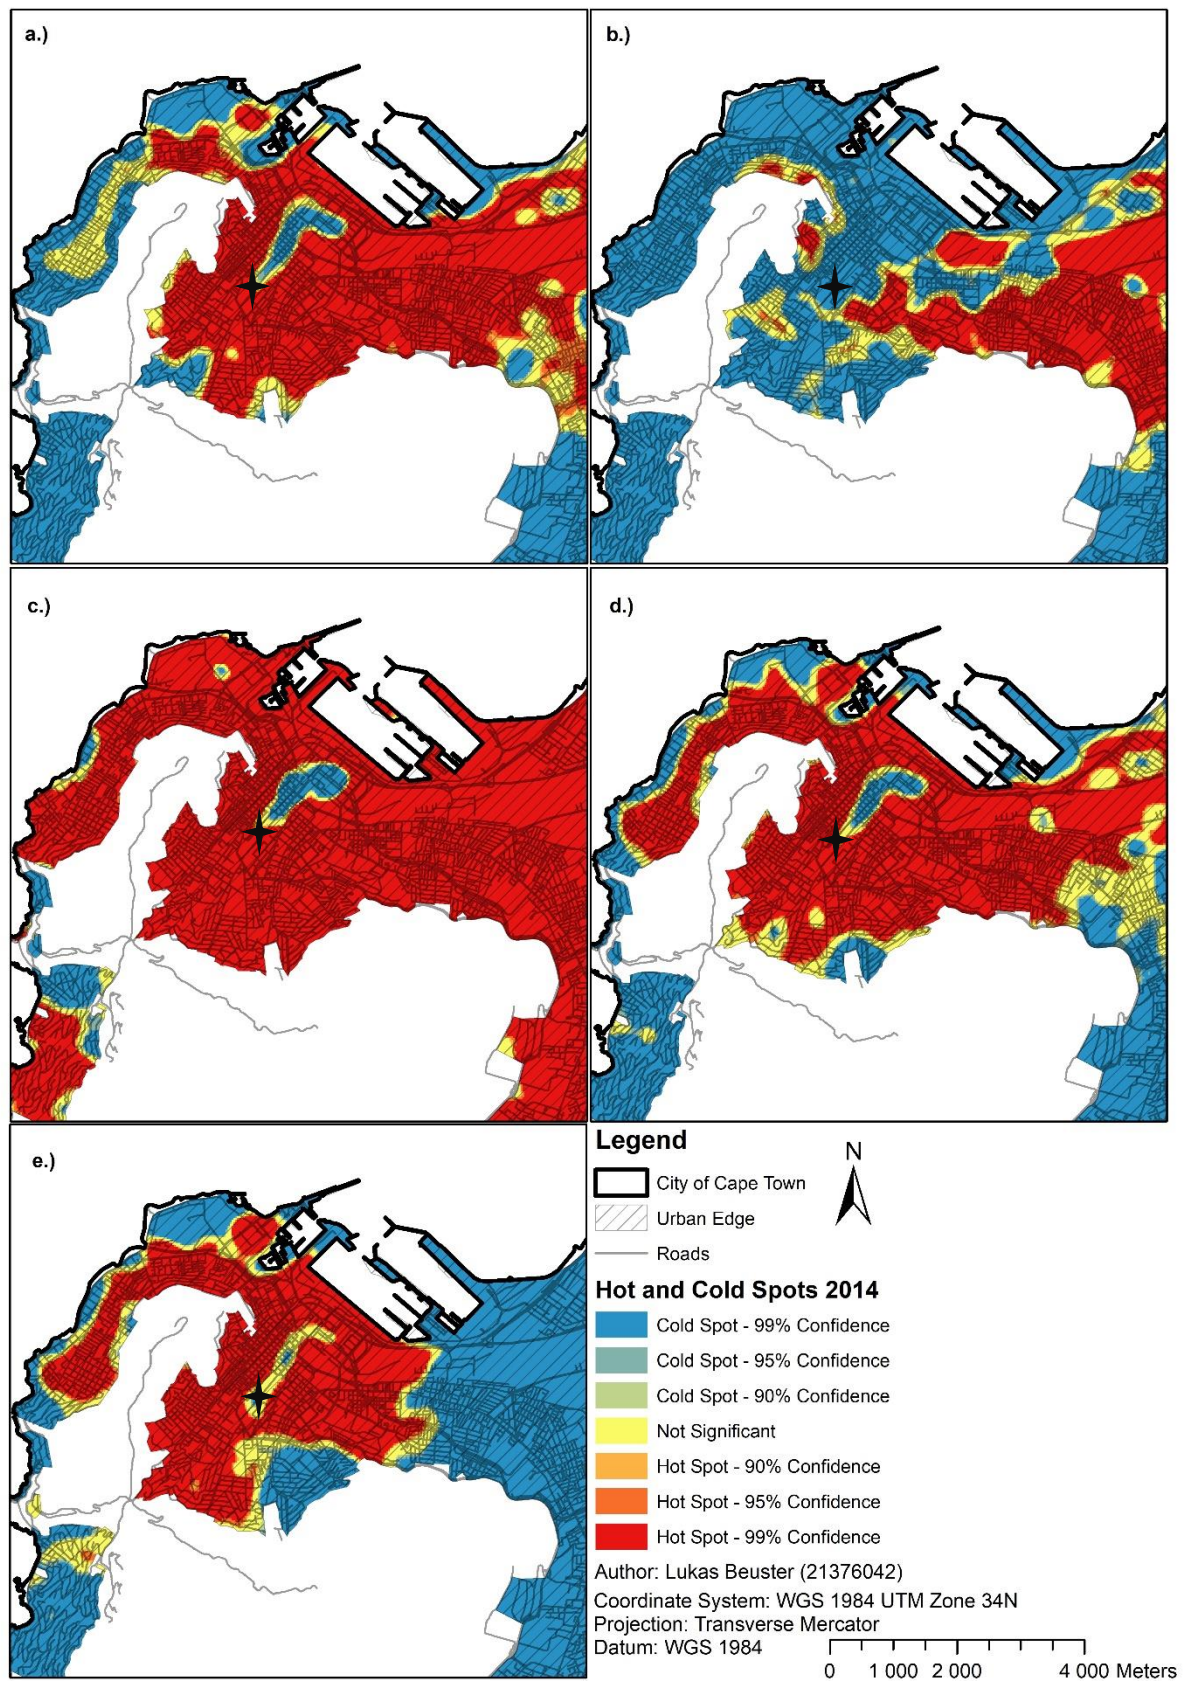 a.)
b.)
c.)
d.)
e.)
Legend
N
City of Cape Town
Urban Edge
Roads
Hot and Cold Spots 2014
Cold Spot - 99% Confidence
Cold Spot - 95% Confidence
Cold Spot - 90% Confidence
Not Significant
Hot Spot - 90% Confidence
Hot Spot - 95% Confidence
Hot Spot - 99% Confidence
Author: Lukas Beuster (21376042)
Coordinate System: WGS 1984 UTM Zone 34N
Projection: Transverse Mercator
Datum: WGS 1984
0 1 000 2 000 4 000 Meters